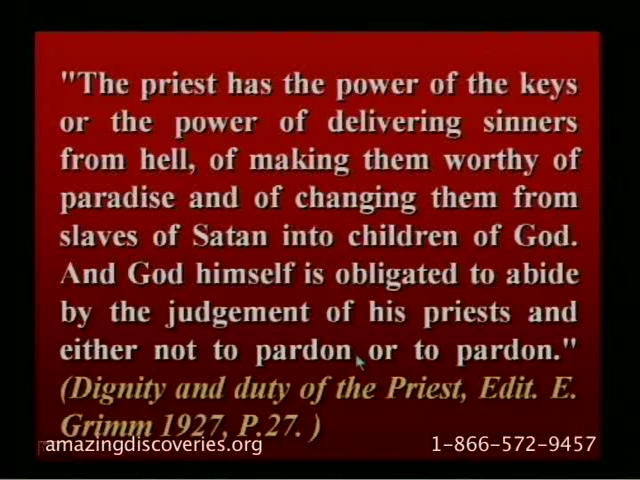 "The priest has the power of the keys
or the power of delivering sinners
from hell, of making them worthy of
paradise and of changing them from
slaves of Satan into children of God.
And God himself is obligated to abide
by the judgement of his priests and
either not to pardon or to pardon."
(Dignity and duty of the Priest, Edit. E.
Grimm 1927, P.27. )
amazingdiscoveries.org 1-866-572-9457